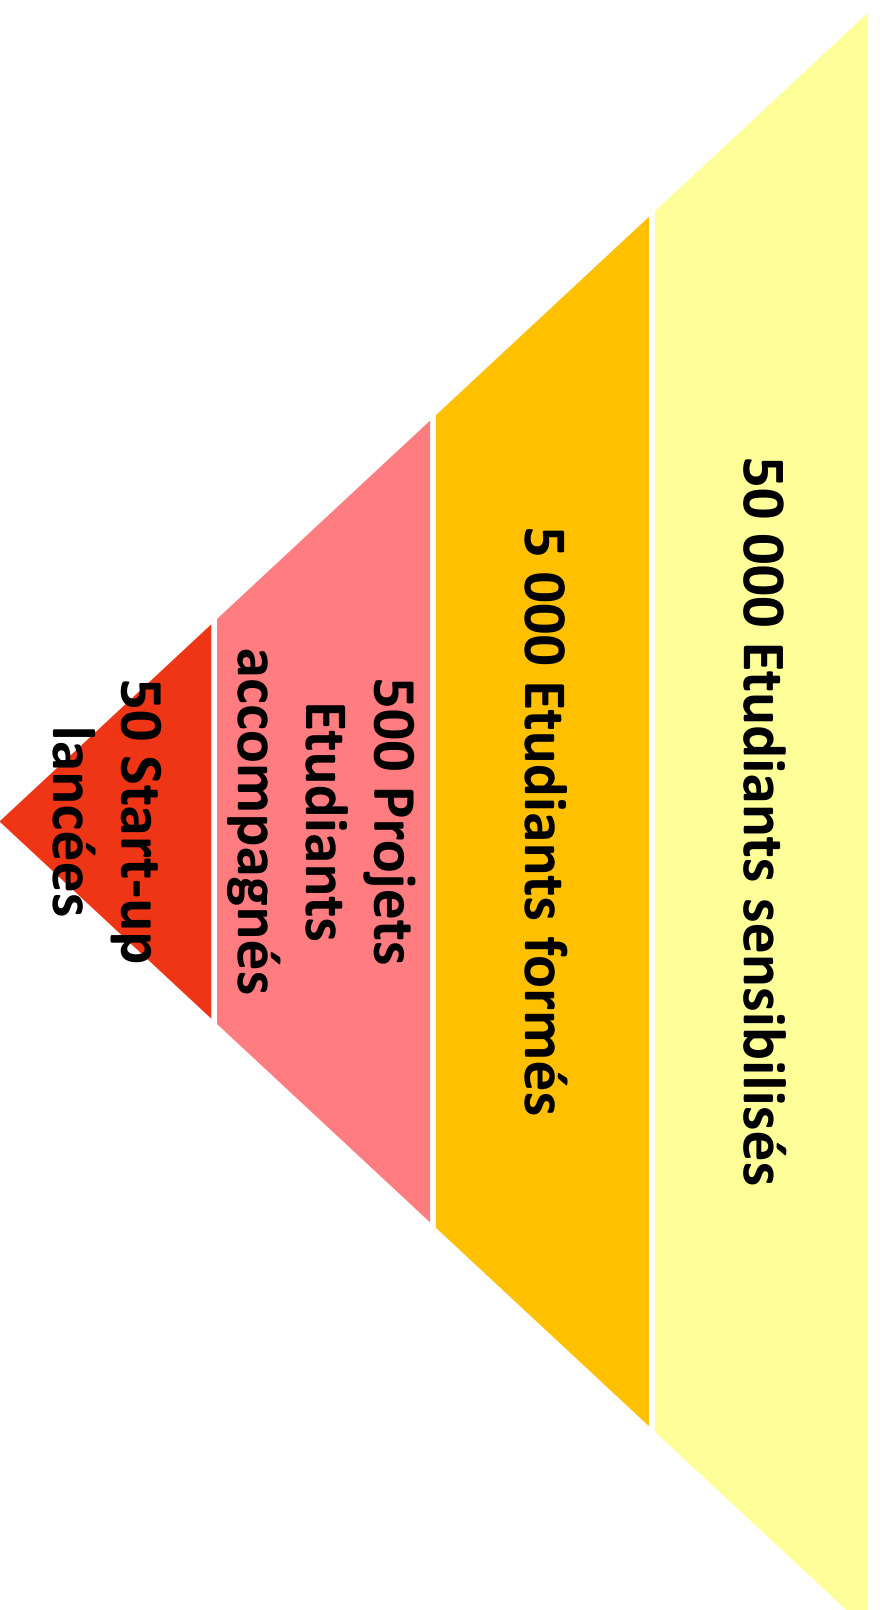 50 000 Etudiants sensibilisés
5 000 Etudiants formés
500 Projets
Etudiants
accompagnés
50 Start-up
lancées